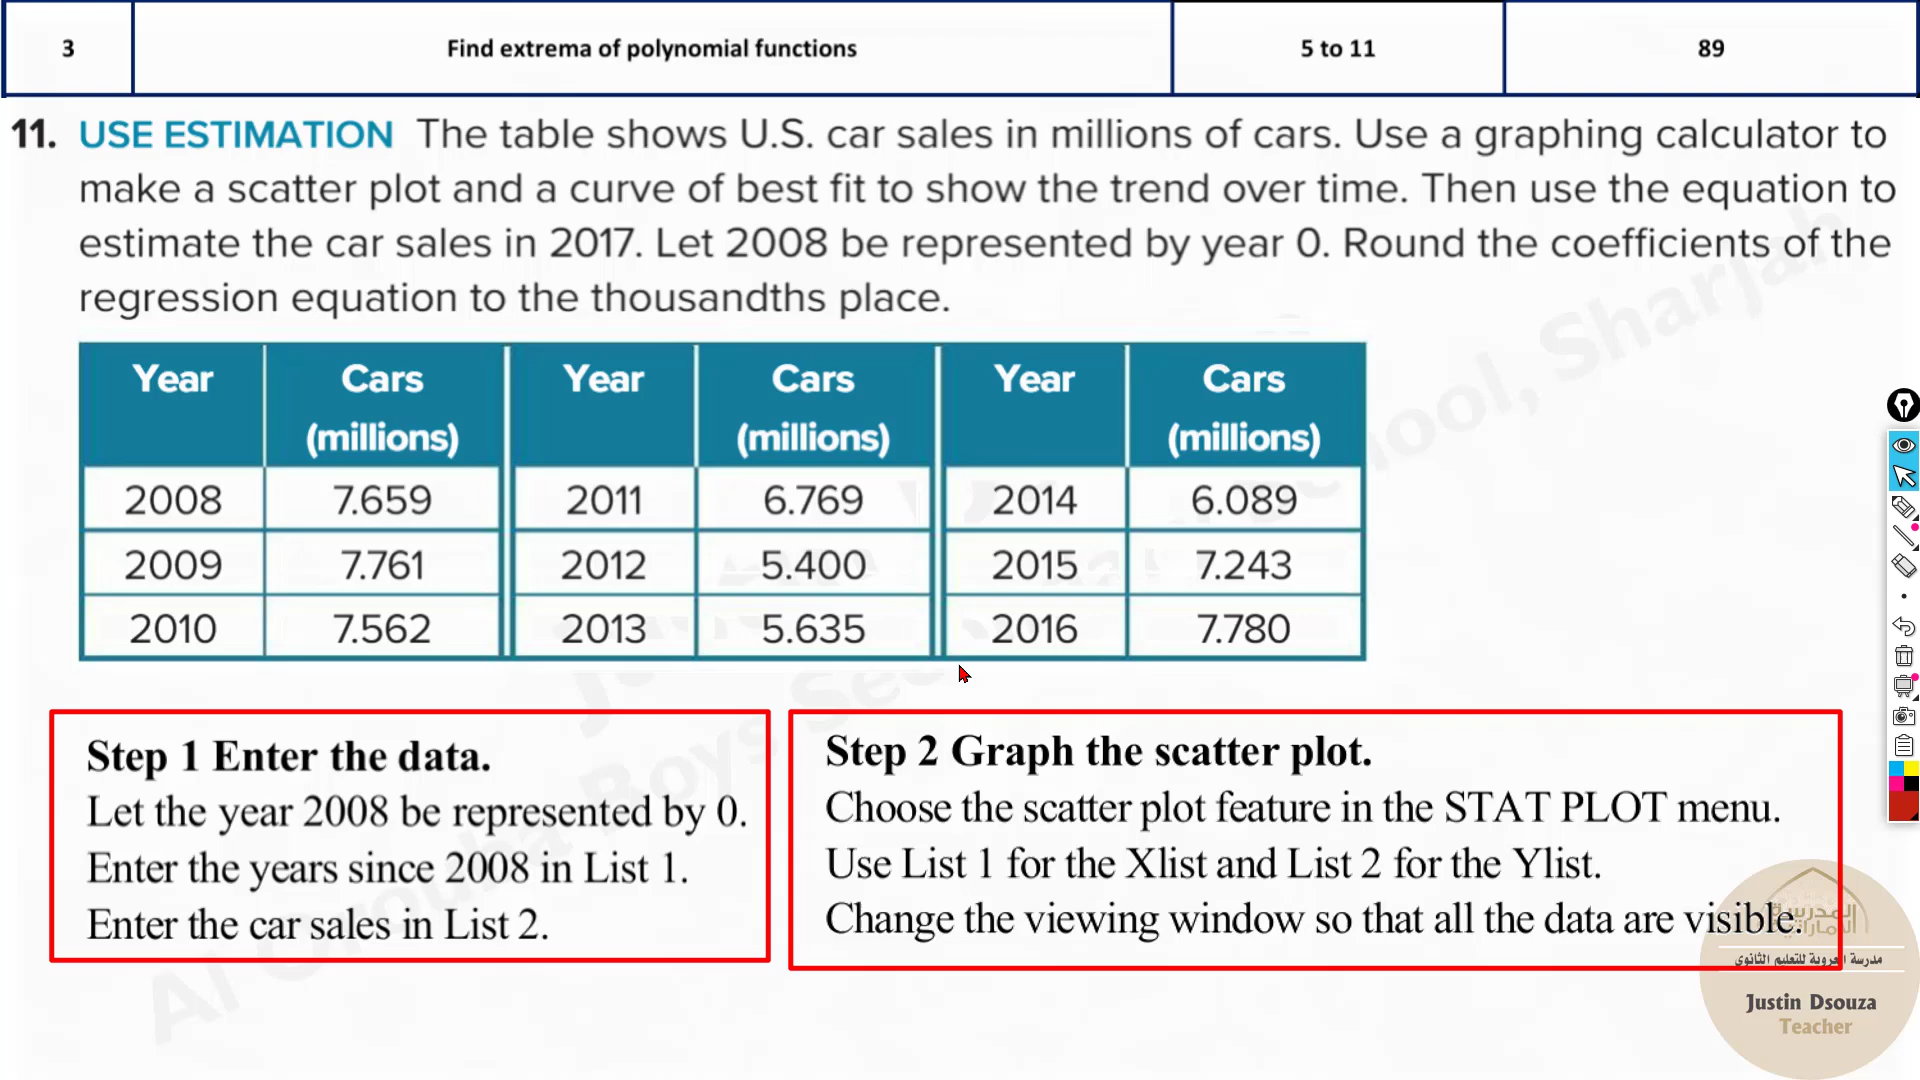 3 Find extrema of polynomial functions 5 to 11 89
11. USE ESTIMATION The table shows U.S. car sales in millions of cars. Use a graphing calculator to
make a scatter plot and a curve of best fit to show the trend over time. Then use the equation to
estimate the car sales in 2017. Let 2008 be represented by year 0. Round the coefficients of the
regression equation to the thousandths place.
Year Cars Year Cars Year Cars
(millions) (millions) (millions)
2008 7.659 2011 6.769 2014 6.089
2009 7.761 2012 5.400 2015 7.243
2010 7.562 2013 5.635 2016 7.780
Step 1 Enter the data.
Let the year 2008 be represented by 0.
Enter the years since 2008 in List 1.
Enter the car sales in List 2.
Step 2 Graph the scatter plot.
Choose the scatter plot feature in the STAT PLOT menu.
Use List 1 for the Xlist and List 2 for the Ylist.
Change the viewing window so that all the data are visible.
مدرسة العروبة للتعليم الثانوي
Justin Dsouza
Teacher